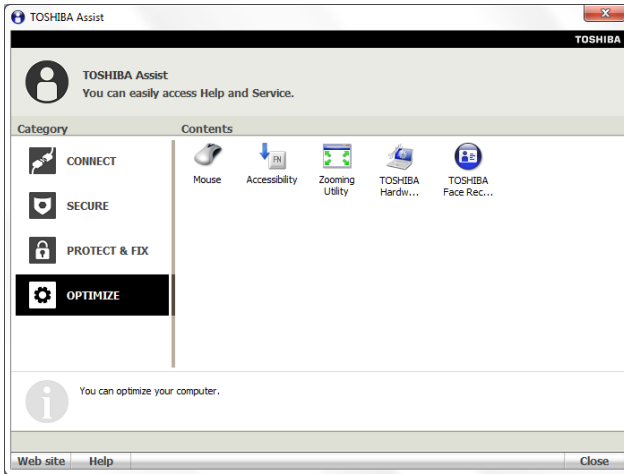 TOSHIBA Assist
TOSHIBA
TOSHIBA Assist
You can easily access Help and Service.
Category
Contents
CONNECT
SECURE
PROTECT & FIX
OPTIMIZE
Mouse
Accessibility
FN
Zooming
Utility
TOSHIBA
Hardw...
TOSHIBA
Face Rec...
You can optimize your computer.
Web site
Help
Close